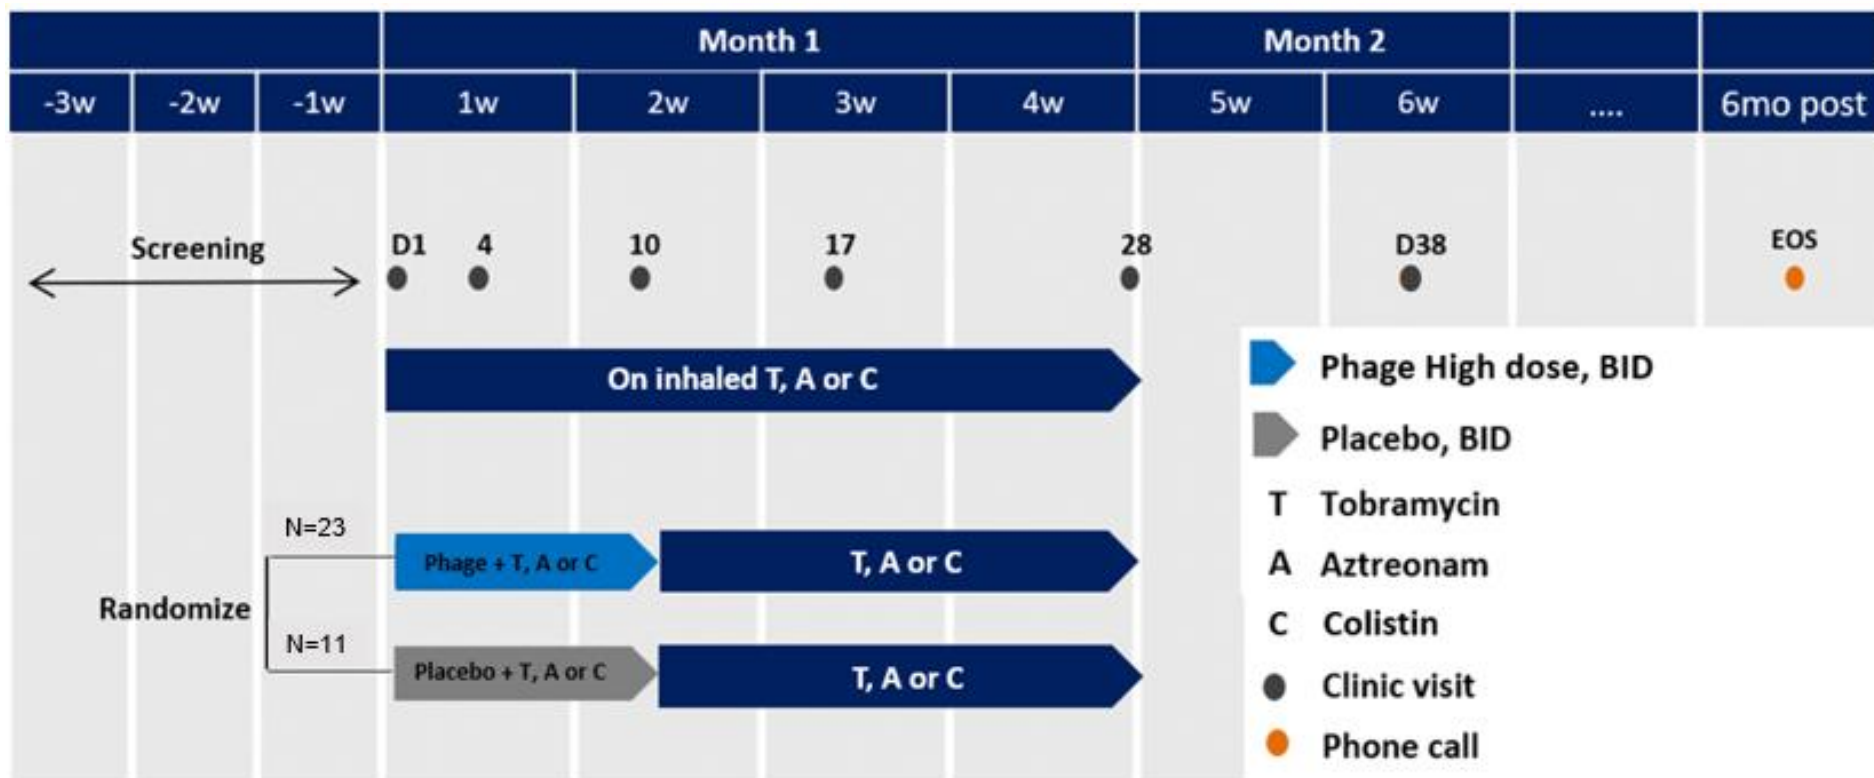 Month 1 Month 2
-3w -2w -1w 1w 2w 3w 4w 5w 6w .... 6mo post
Screening
D1 4 10 17 28 D38 EOS
On inhaled T, A or C
Randomize
N=23
Phage + T, A or C
T, A or C
N=11
Placebo + T, A or C
T, A or C
Phage High dose, BID
Placebo, BID
T Tobramycin
A Aztreonam
C Colistin
Clinic visit
Phone call